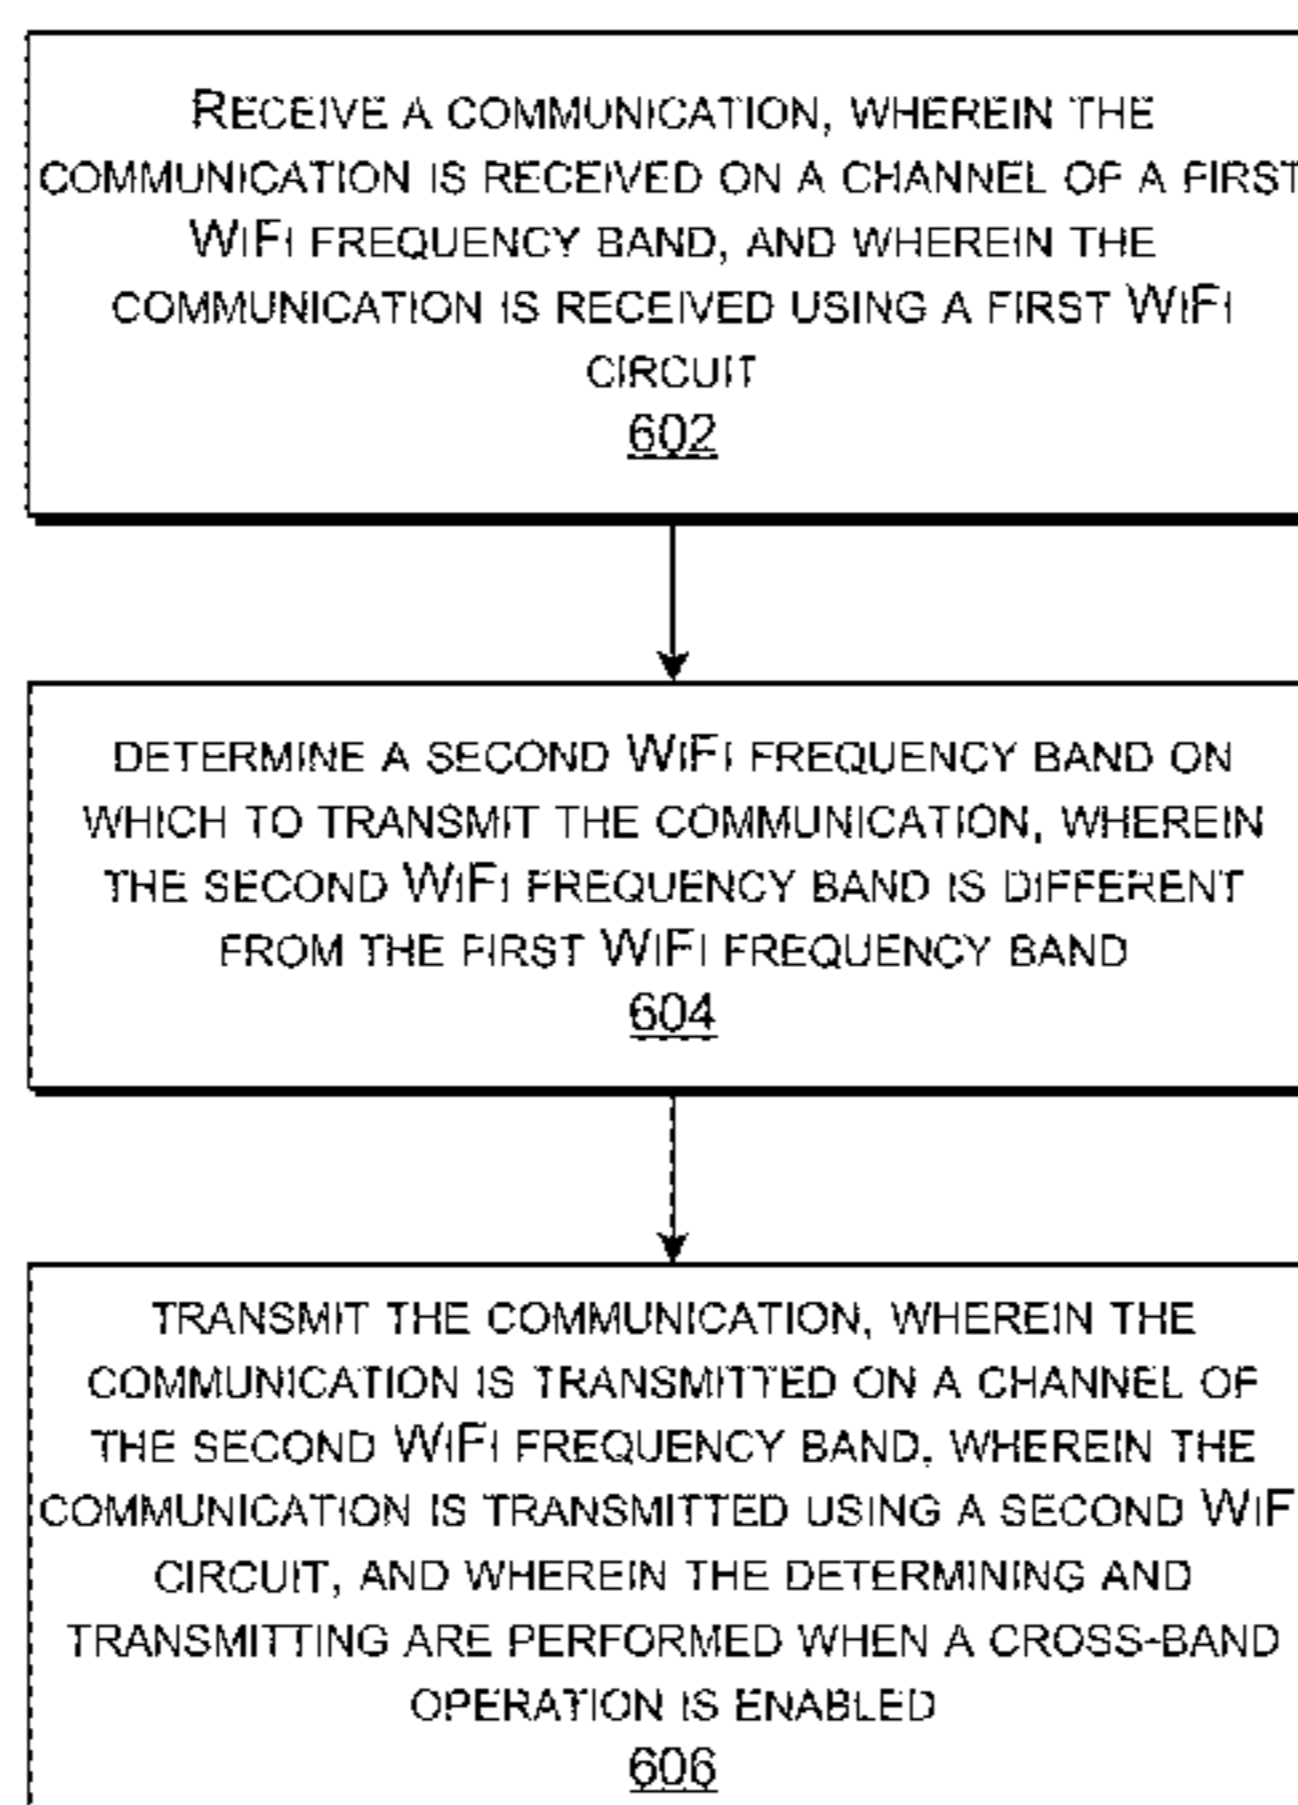 RECEIVE A COMMUNICATION, WHEREIN THE
COMMUNICATION IS RECEIVED ON A CHANNEL OF A FIRST
WIFI FREQUENCY BAND, AND WHEREIN THE
COMMUNICATION IS RECEIVED USING A FIRST WIFI
CIRCUIT
602
DETERMINE A SECOND WIFI FREQUENCY BAND ON
WHICH TO TRANSMIT THE COMMUNICATION, WHEREIN
THE SECOND WIFI FREQUENCY BAND IS DIFFERENT
FROM THE FIRST WIFI FREQUENCY BAND
604
TRANSMIT THE COMMUNICATION, WHEREIN THE
COMMUNICATION IS TRANSMITTED ON A CHANNEL OF
THE SECOND WIFI FREQUENCY BAND, WHEREIN THE
COMMUNICATION IS TRANSMITTED USING A SECOND WIF
CIRCUIT, AND WHEREIN THE DETERMINING AND
TRANSMITTING ARE PERFORMED WHEN A CROSS-BAND
OPERATION IS ENABLED
606